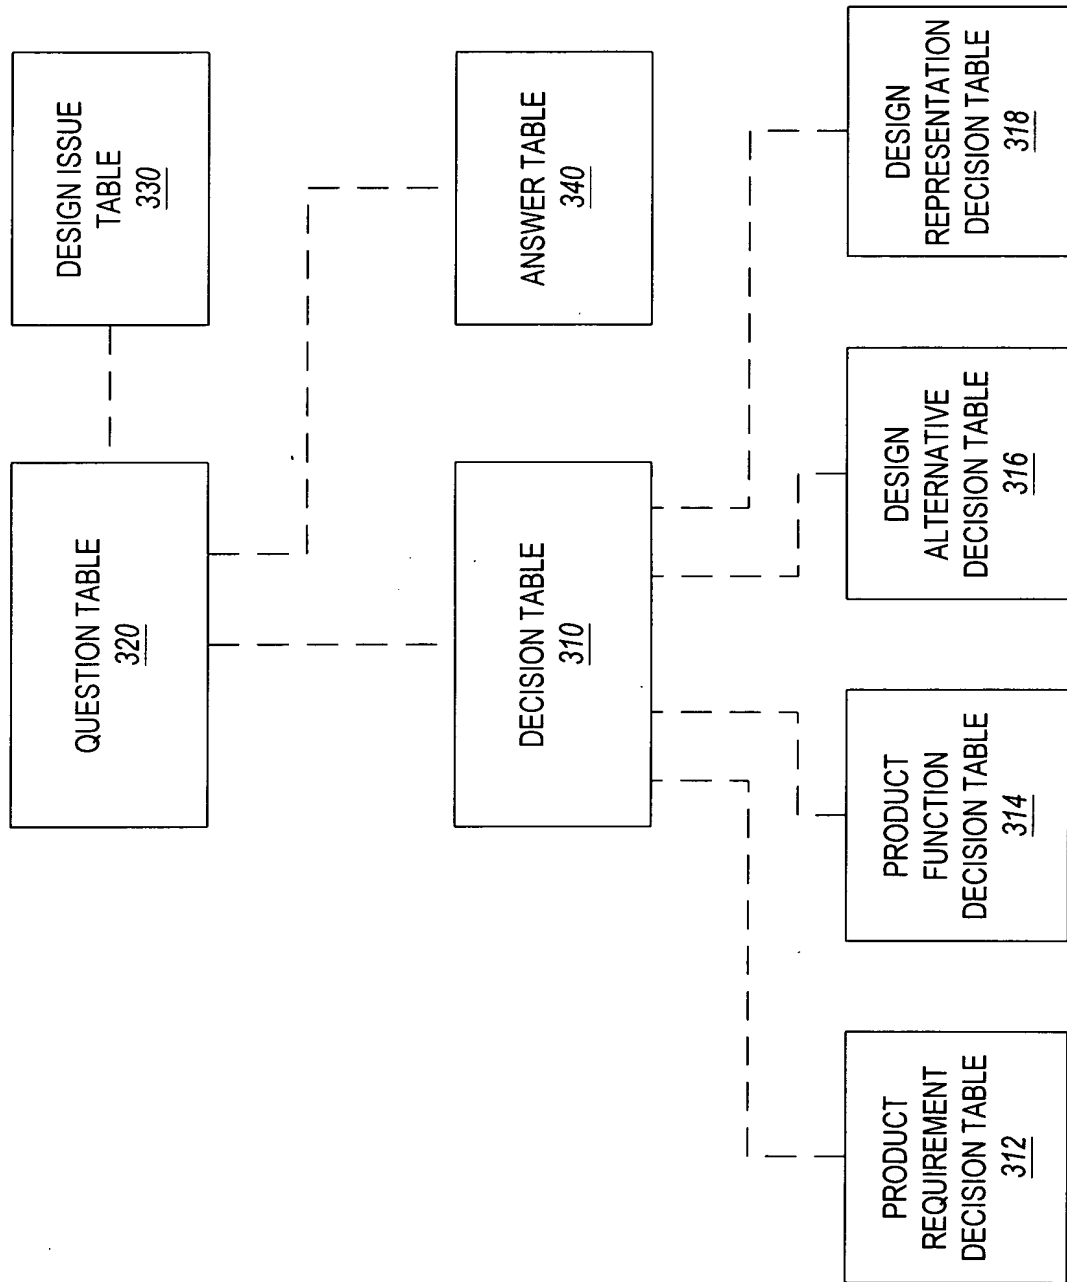 DESIGN ISSUE
TABLE
330
QUESTION TABLE
320
ANSWER TABLE
340
DECISION TABLE
310
DESIGN
REPRESENTATION
DECISION TABLE
318
DESIGN
ALTERNATIVE
DECISION TABLE
316
PRODUCT
FUNCTION
DECISION TABLE
314
PRODUCT
REQUIREMENT
DECISION TABLE
312